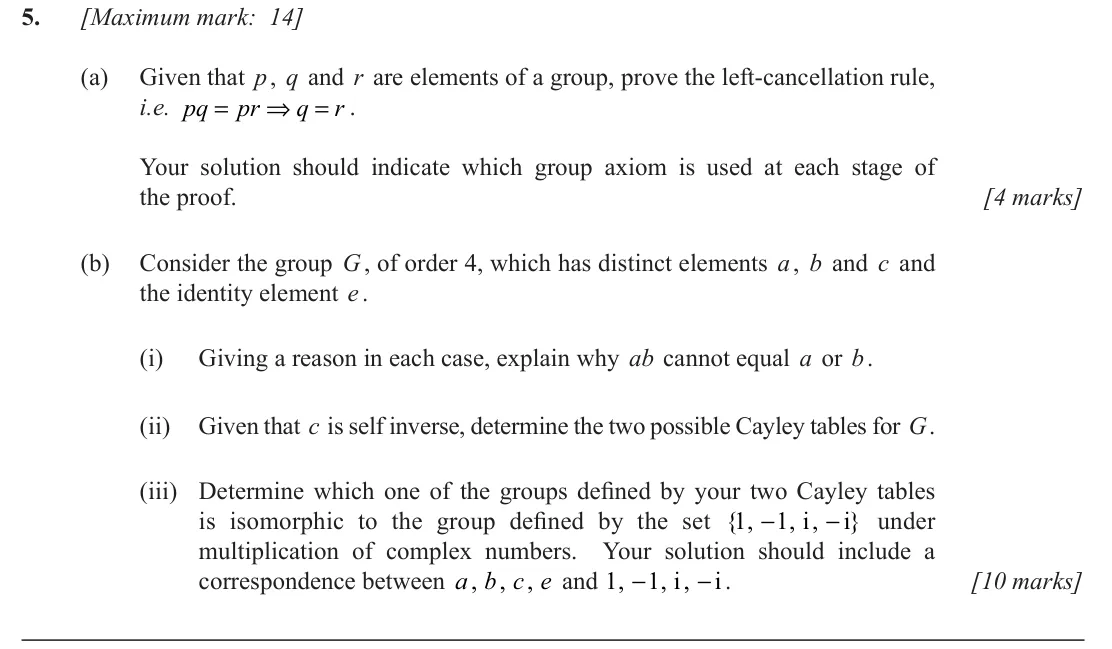 5. [Maximum mark: 14]
(a) Given that p, q and r are elements of a group, prove the left-cancellation rule,
i.e. pq = pr ⇒ q = r.
Your solution should indicate which group axiom is used at each stage of
the proof. [4 marks]
(b) Consider the group G, of order 4, which has distinct elements a, b and c and
the identity element e.
(i) Giving a reason in each case, explain why ab cannot equal a or b.
(ii) Given that c is self inverse, determine the two possible Cayley tables for G.
(iii) Determine which one of the groups defined by your two Cayley tables
is isomorphic to the group defined by the set {1, −1, i, −i} under
multiplication of complex numbers. Your solution should include a
correspondence between a, b, c, e and 1, −1, i, −i. [10 marks]